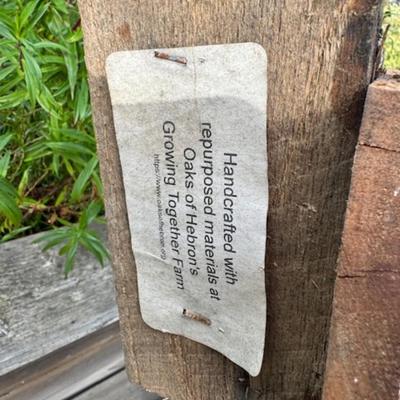 Handcrafted with
repurposed materials at
Oaks of Hebron's
Growing Together Farm
https://www.oaksofhebron.org